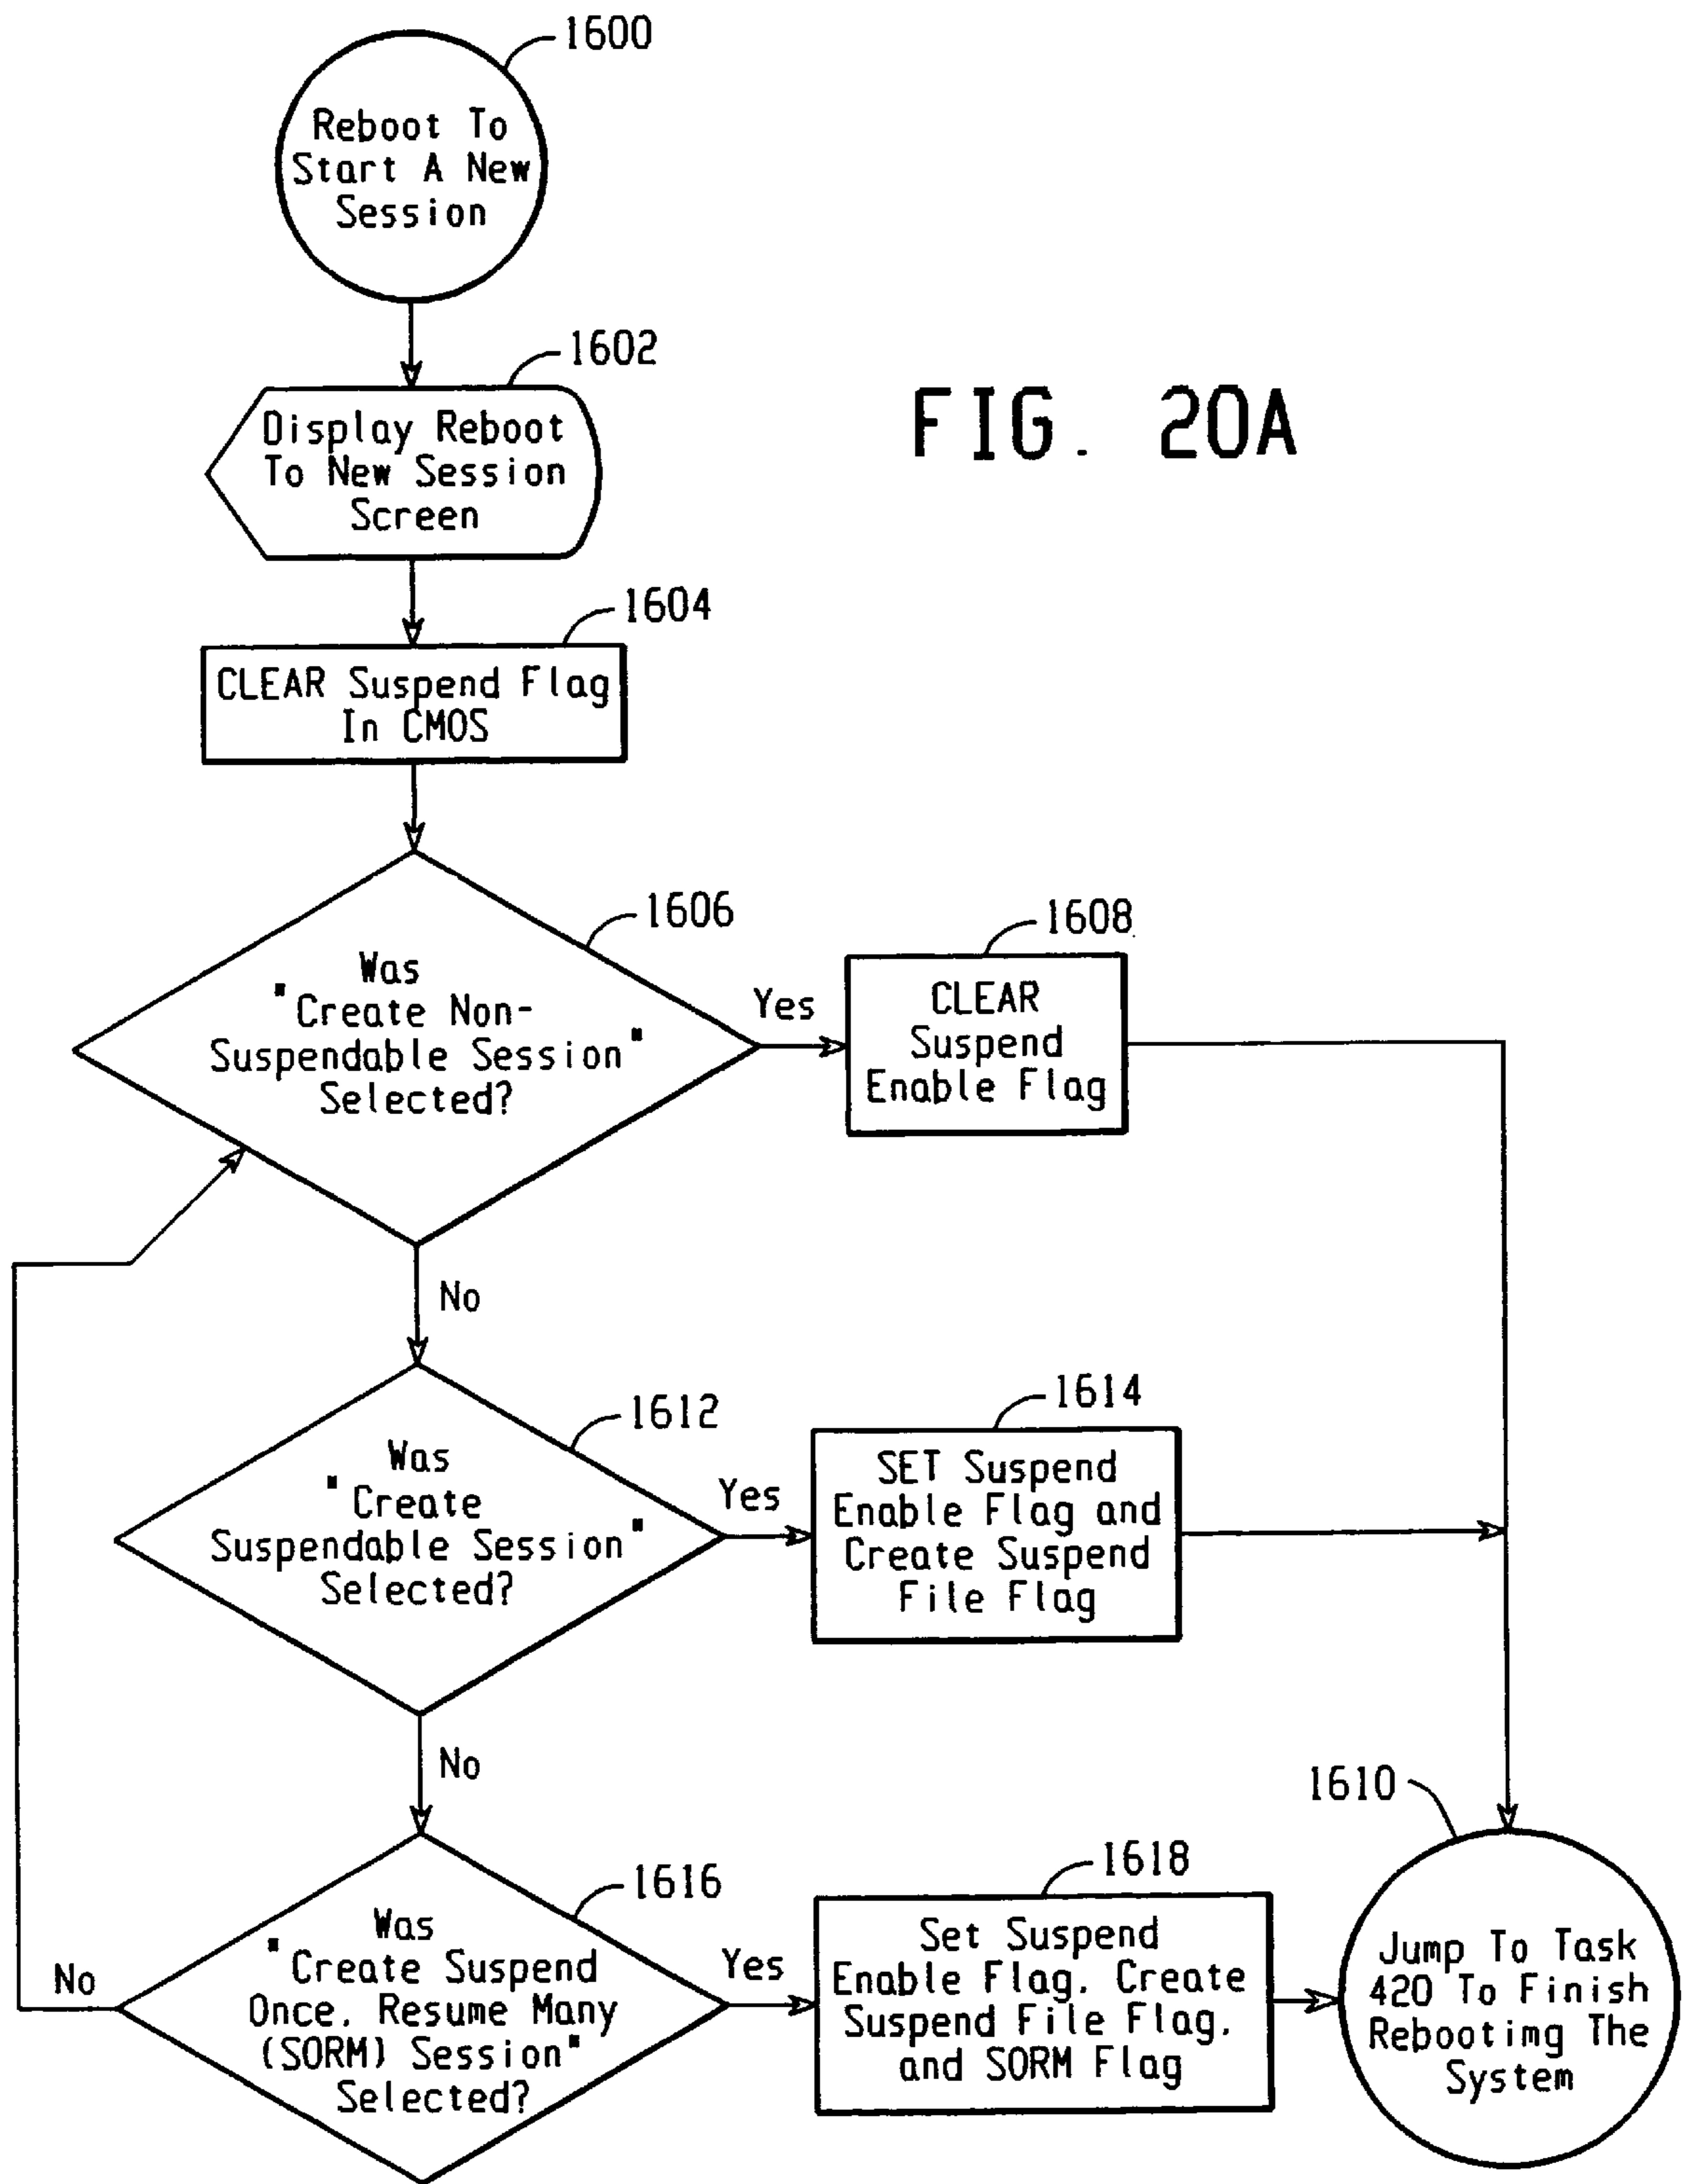 1600
Reboot To
Start A New
Session
1602
Display Reboot
To New Session
Screen
FIG. 20A
1604
CLEAR Suspend Flag
In CMOS
1606
Was
"Create Non-
Suspendable Session"
Selected?
Yes
1608
CLEAR
Suspend
Enable Flag
No
1612
Was
"Create
Suspendable Session"
Selected?
Yes
1614
SET Suspend
Enable Flag and
Create Suspend
File Flag
No
1610
1616
Was
"Create Suspend
Once, Resume Many
(SORM) Session"
Selected?
No
Yes
1618
Set Suspend
Enable Flag, Create
Suspend File Flag,
and SORM Flag
Jump To Task
420 To Finish
Rebootimg The
System